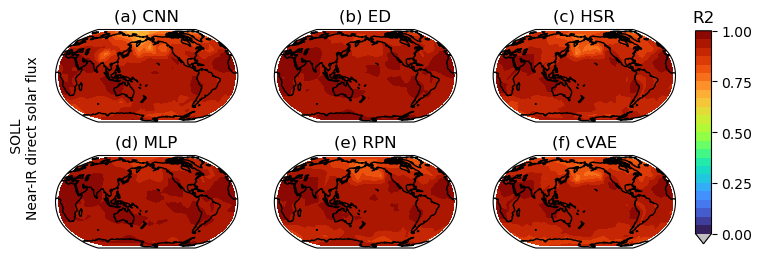 (a) CNN
(b) ED
(c) HSR
R2
SOLL
Near-IR direct solar flux
(d) MLP
(e) RPN
(f) cVAE
1.00
0.75
0.50
0.25
0.00